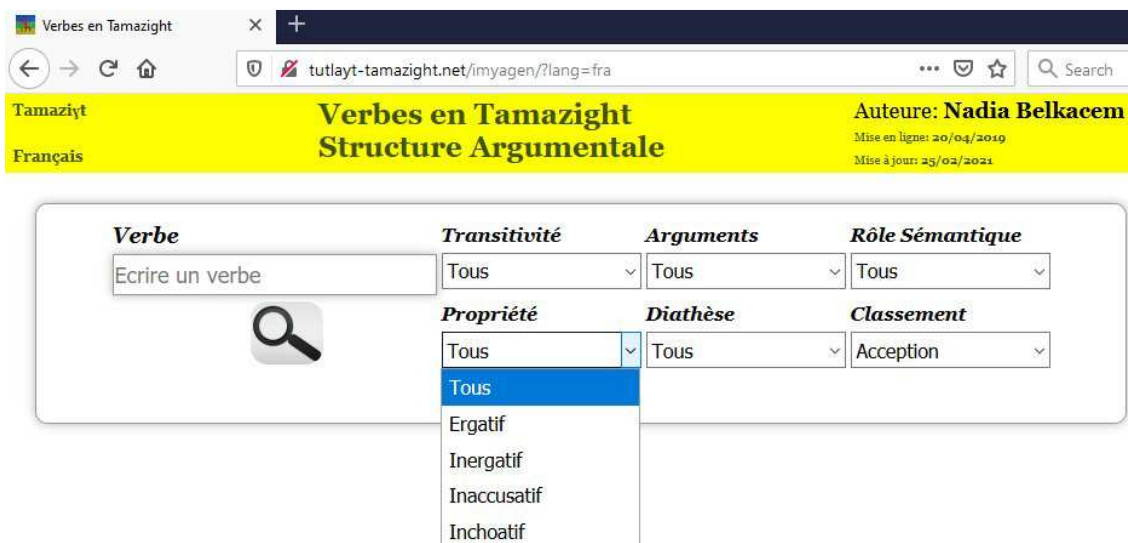 Verbes en Tamazight
tutlayt-tamazight.net/imyagen/?lang=fra
Search
Tamaziɣt
Français
Verbes en Tamazight
Structure Argumentale
Auteure: Nadia Belkacem
Mise en ligne: 20/04/2019
Mise à jour: 25/02/2021
Verbe
Ecrire un verbe
Transitivité
Tous
Arguments
Tous
Rôle Sémantique
Tous
Propriété
Tous
Diathèse
Tous
Classement
Acception
Tous
Ergatif
Inergatif
Inaccusatif
Inchoatif